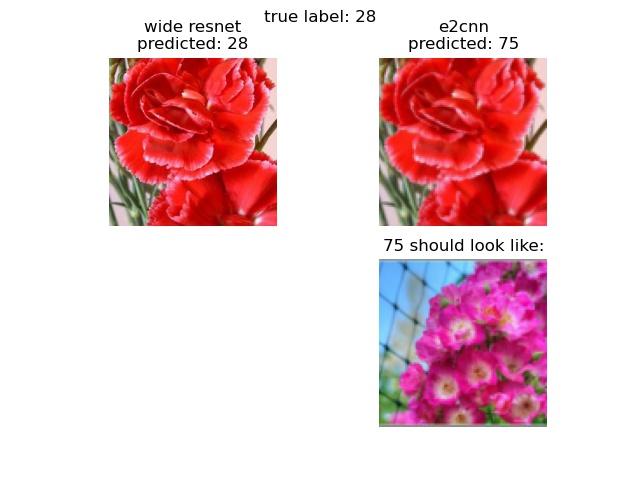 true label: 28
wide resnet
predicted: 28
e2cnn
predicted: 75
75 should look like: